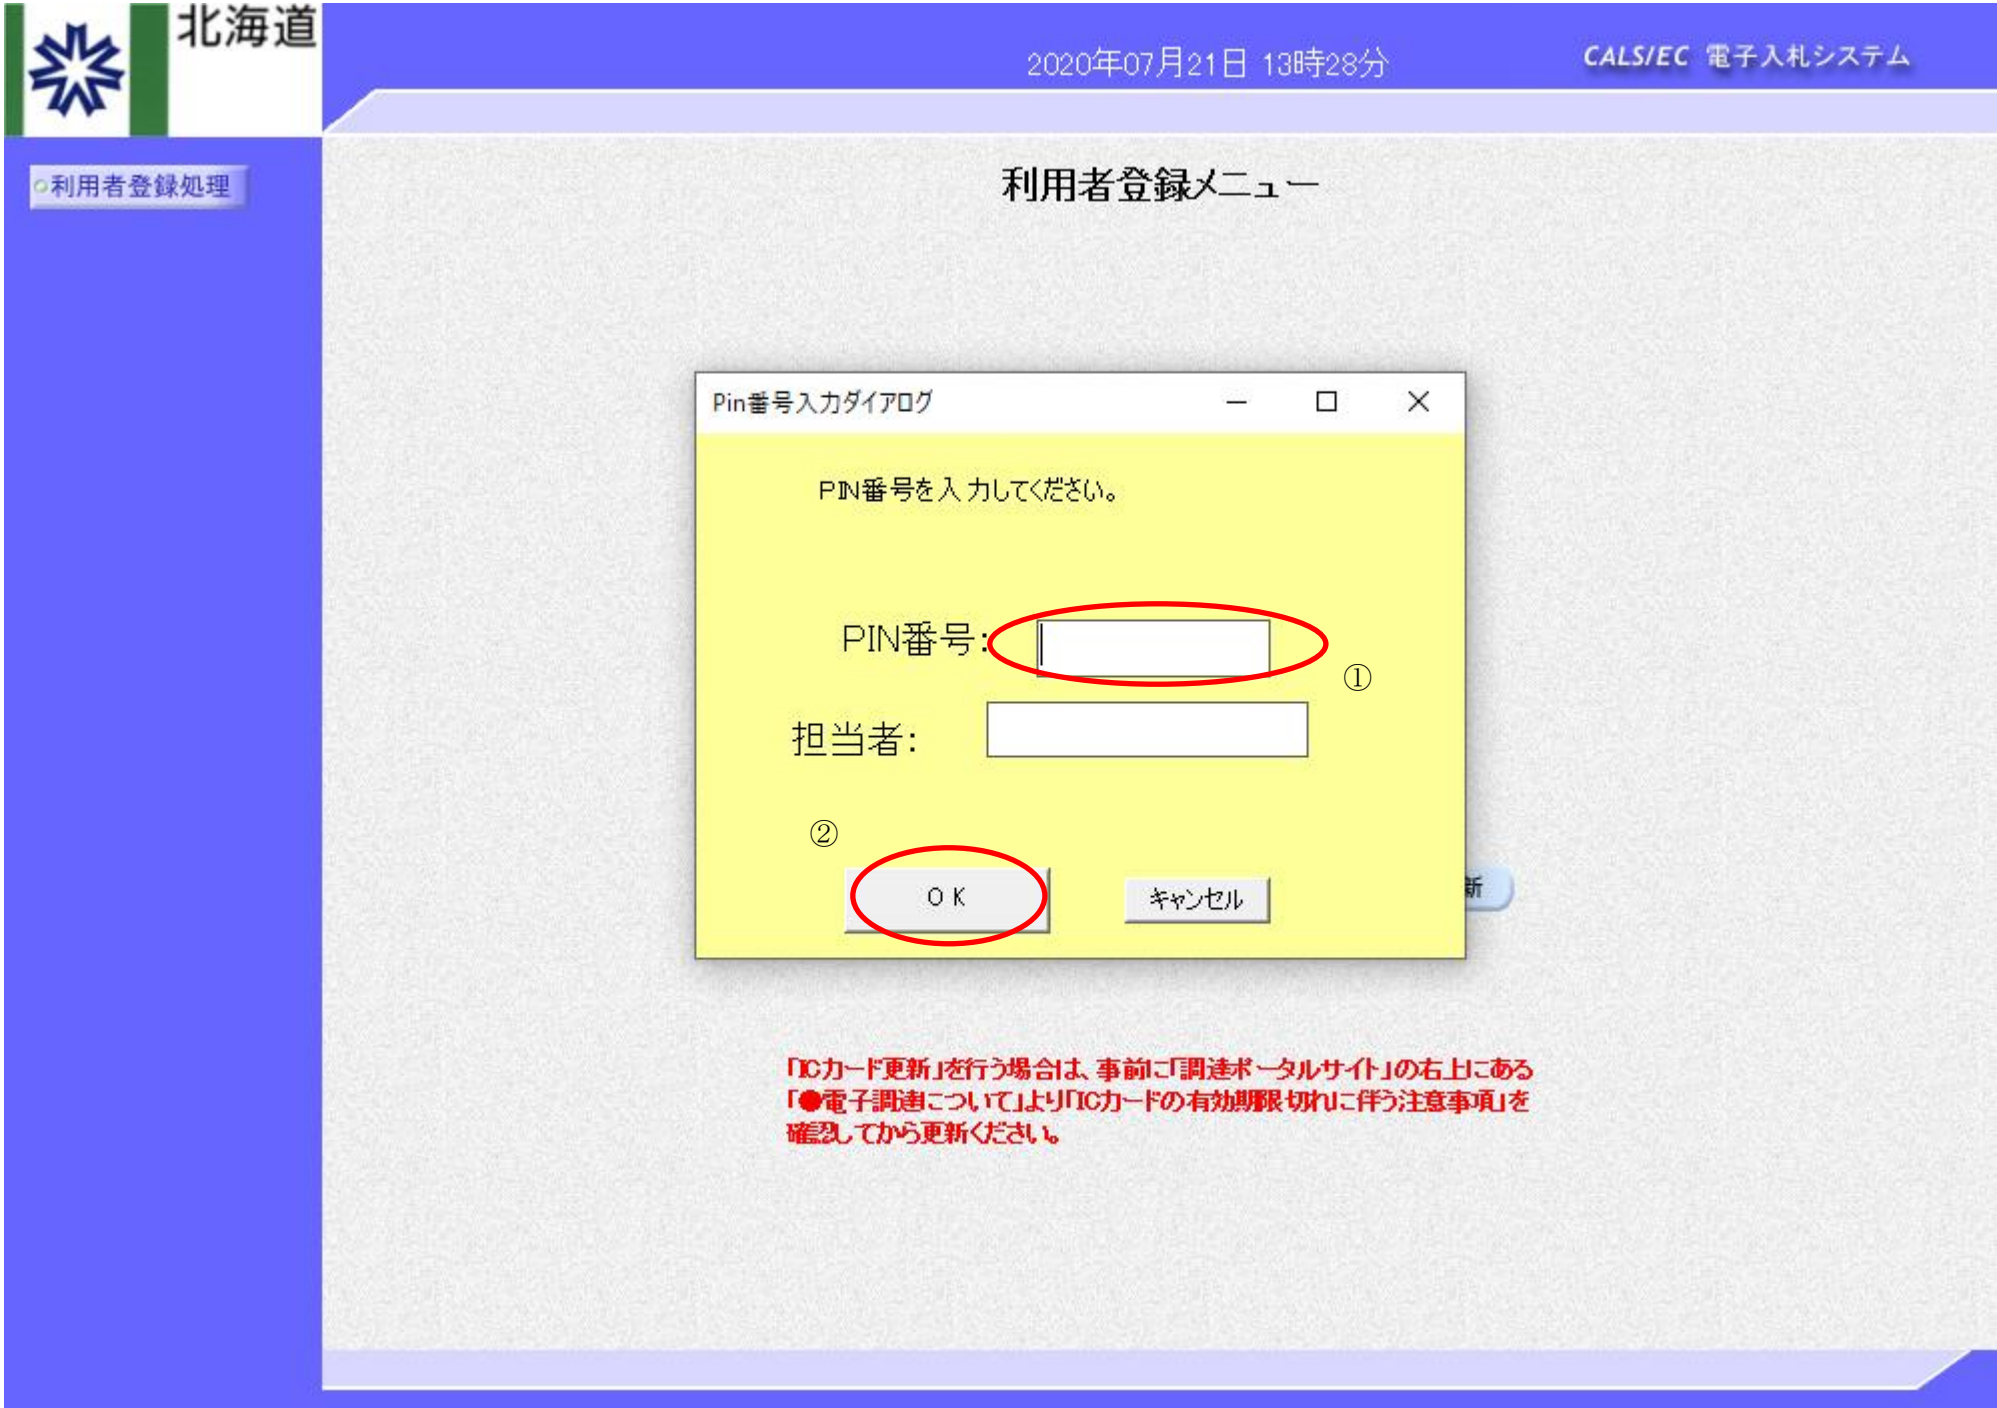 北海道
2020年07月21日 13時28分
CALS/EC 電子入札システム
利用者登録処理
利用者登録メニュー
Pin番号入力ダイアログ
PIN番号を入力してください。
PIN番号:
①
担当者:
②
OK
キャンセル
新
「ICカード更新」を行う場合は、事前に「調達ポータルサイト」の右上にある
「●電子調達について」より「ICカードの有効期限切れに伴う注意事項」を
確認してから更新ください。